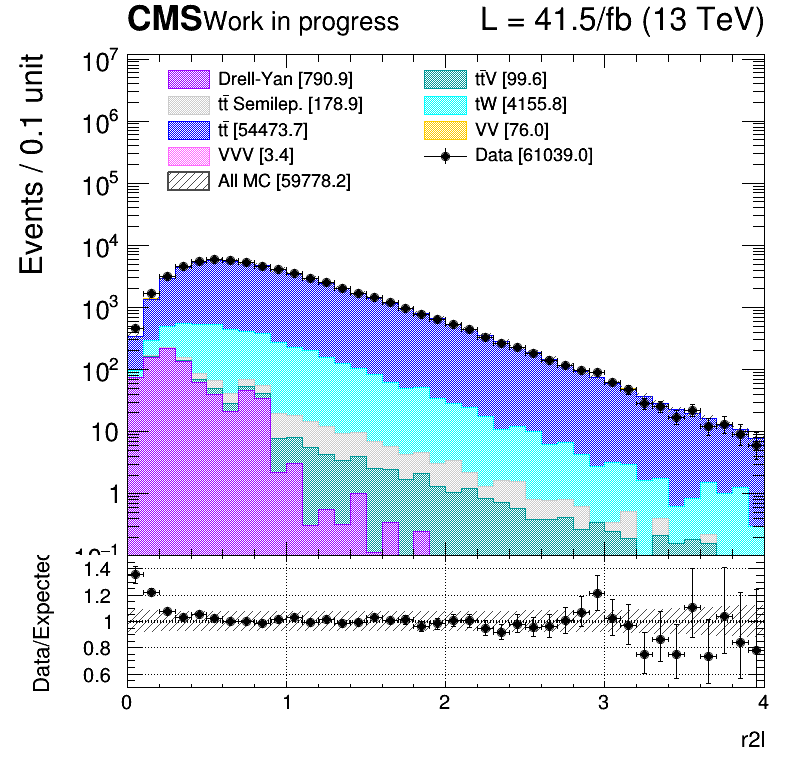 CMS Work in progress L = 41.5/fb (13 TeV)
Events / 0.1 unit
10⁷
10⁶
10⁵
10⁴
10³
10²
10
1
10⁻¹
Drell-Yan [790.9]
tt̄ Semilep. [178.9]
tt̄ [54473.7]
VVV [3.4]
All MC [59778.2]
tt̄V [99.6]
tW [4155.8]
VV [76.0]
Data [61039.0]
Data/Expected
1.4
1.2
1
0.8
0.6
0 1 2 3 4
r2l